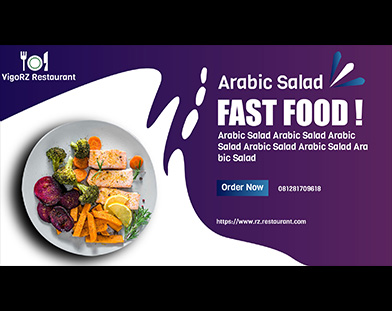 VigoRZ Restaurant
Arabic Salad
FAST FOOD !
Arabic Salad Arabic Salad Arabic
Salad Arabic Salad Arabic Salad Ara
bic Salad
Order Now
081281709618
https://www.rz.restaurant.com